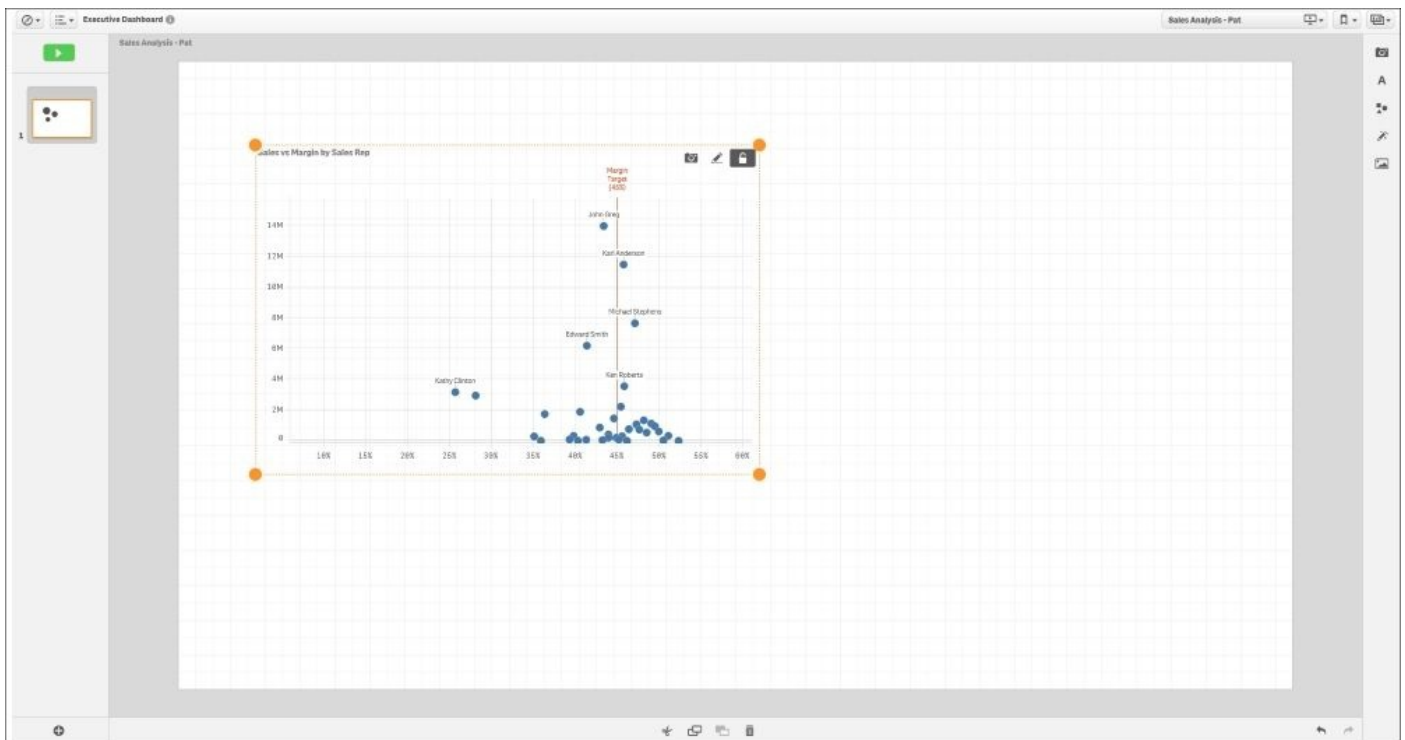 Executive Dashboard
Sales Analysis - Pat
Sales Analysis - Pat
A
1
Sales vs Margin by Sales Rep
Margin
Target
(45%)
John Greg
14M
Karl Anderson
12M
10M
Michael Stephens
8M
Edward Smith
6M
Ken Roberts
4M
Kathy Clinton
2M
0
10% 15% 20% 25% 30% 35% 40% 45% 50% 55% 60%